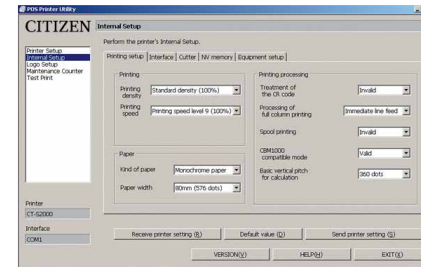 POS Printer Utility
CITIZEN
Internal Setup
Perform the printer's Internal Setup.
Printer Setup
Internal Setup
Logo Setup
Maintenance Counter
Test Print
Printing setup
Interface
Cutter
NV memory
Equipment setup
Printing
Printing density
Standard density (100%)
Printing speed
Printing speed level 9 (100%)
Paper
Kind of paper
Monochrome paper
Paper width
80mm (576 dots)
Printing processing
Treatment of the CR code
Invalid
Processing of full column printing
Immediate line feed
Spool printing
Invalid
CBM1000 compatible mode
Valid
Basic vertical pitch for calculation
360 dots
Printer
CT-S2000
Interface
COM1
Receive printer setting (R)
Default value (D)
Send printer setting (S)
VERSION(V)
HELP(H)
EXIT(X)